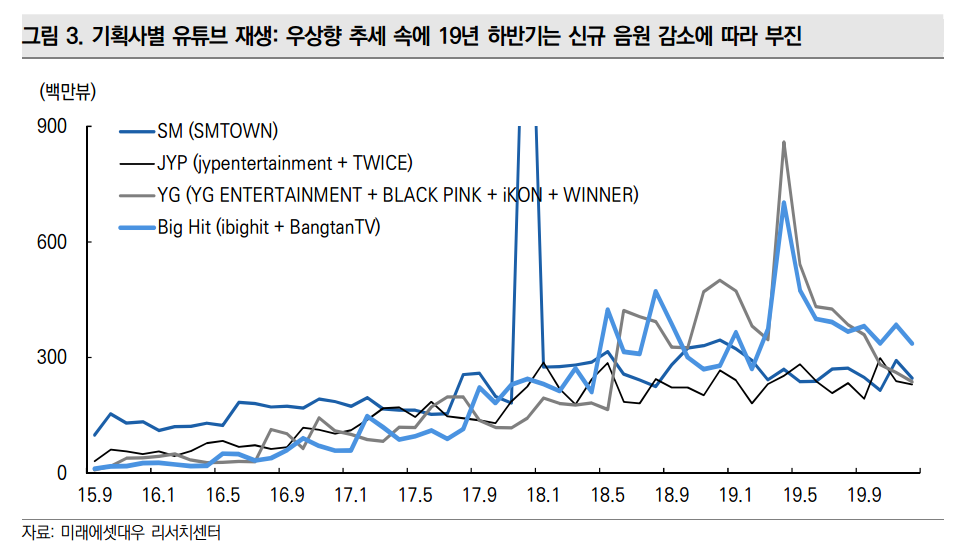 그림 3. 기획사별 유튜브 재생: 우상향 추세 속에 19년 하반기는 신규 음원 감소에 따라 부진
(백만뷰)
900
600
300
0
SM (SMTOWN)
JYP (jypentertainment + TWICE)
YG (YG ENTERTAINMENT + BLACK PINK + iKON + WINNER)
Big Hit (ibighit + BangtanTV)
15.9 16.1 16.5 16.9 17.1 17.5 17.9 18.1 18.5 18.9 19.1 19.5 19.9
자료: 미래에셋대우 리서치센터